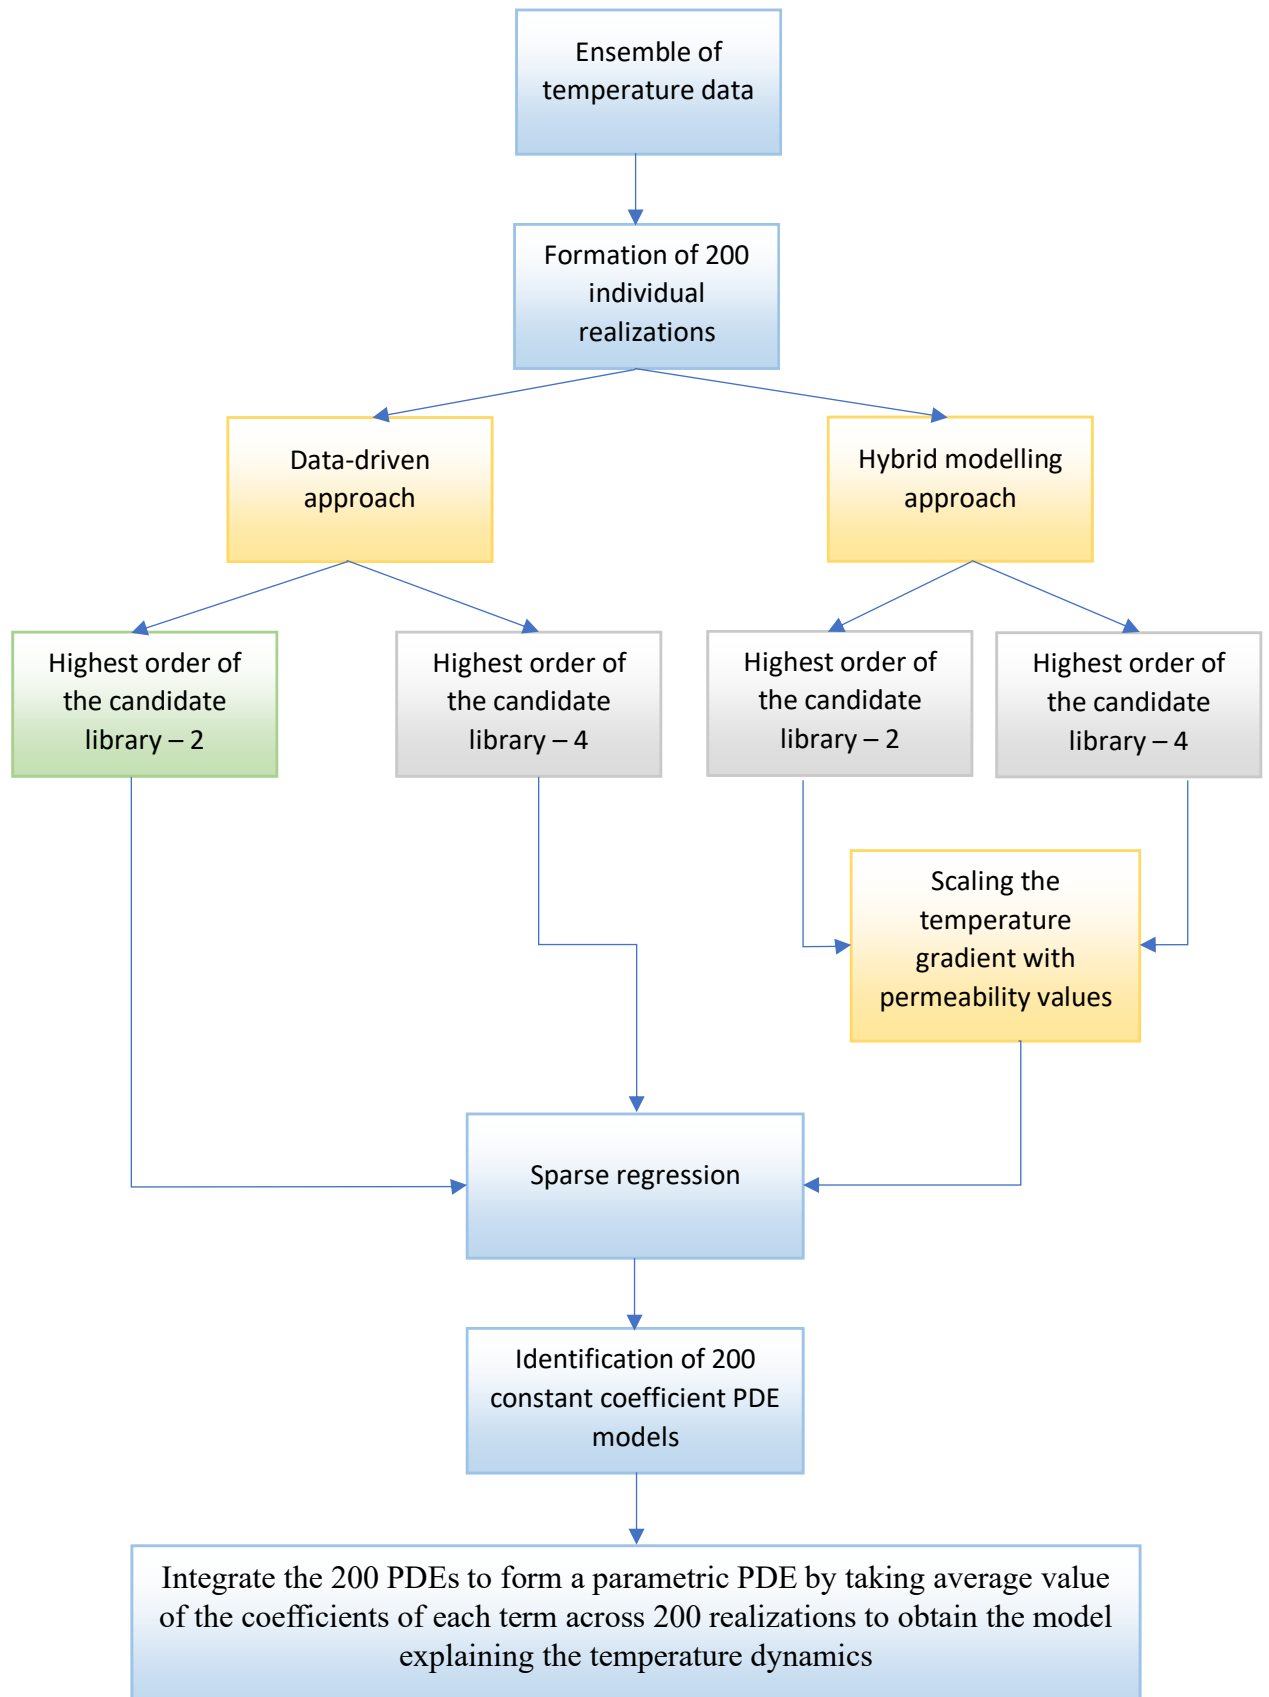 Ensemble of
temperature data
Formation of 200
individual
realizations
Data-driven
approach
Hybrid modelling
approach
Highest order of
the candidate
library – 2
Highest order of
the candidate
library – 4
Highest order of
the candidate
library – 2
Highest order of
the candidate
library – 4
Scaling the
temperature
gradient with
permeability values
Sparse regression
Identification of 200
constant coefficient PDE
models
Integrate the 200 PDEs to form a parametric PDE by taking average value
of the coefficients of each term across 200 realizations to obtain the model
explaining the temperature dynamics